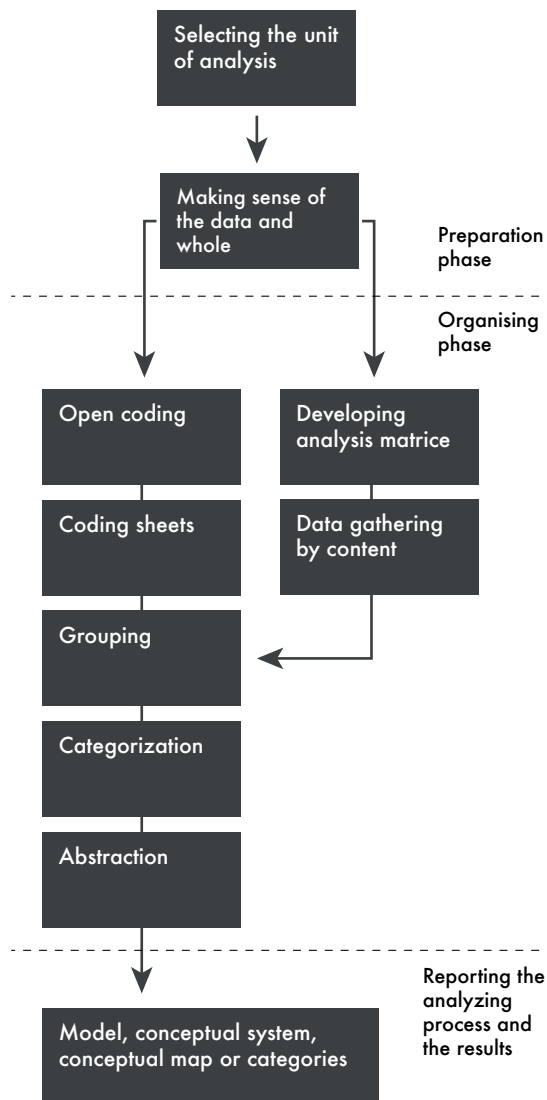 Selecting the unit
of analysis
Making sense of
the data and
whole
Preparation
phase
Organising
phase
Open coding
Developing
analysis matrice
Coding sheets
Data gathering
by content
Grouping
Categorization
Abstraction
Reporting the
analyzing
process and
the results
Model, conceptual system,
conceptual map or categories